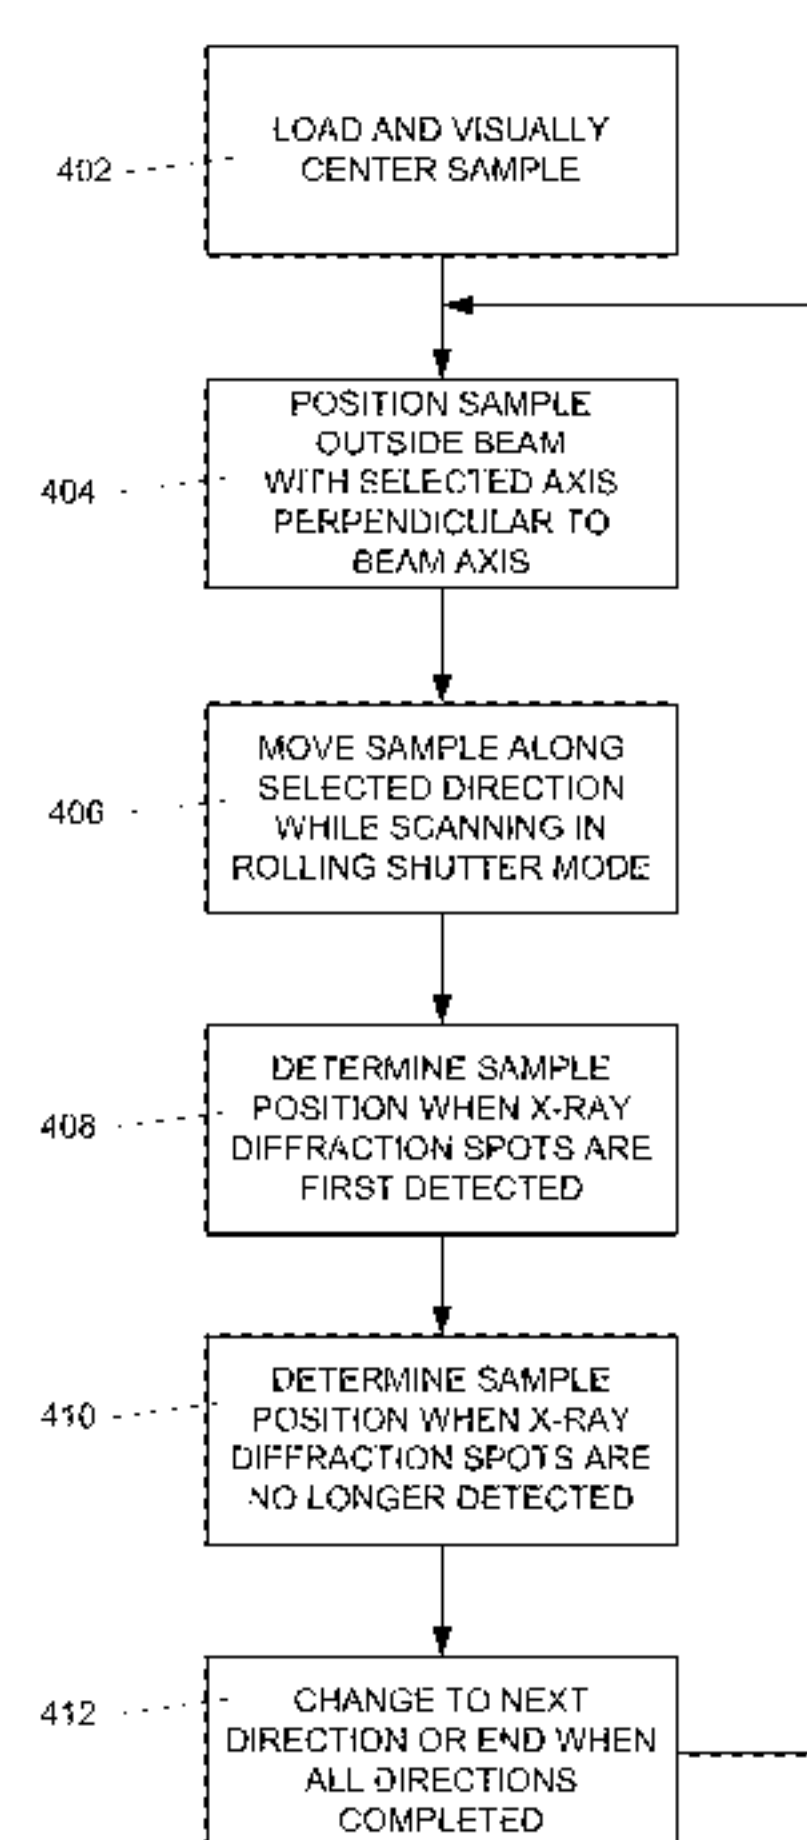 402
LOAD AND VISUALLY
CENTER SAMPLE
404
POSITION SAMPLE
OUTSIDE BEAM
WITH SELECTED AXIS
PERPENDICULAR TO
BEAM AXIS
406
MOVE SAMPLE ALONG
SELECTED DIRECTION
WHILE SCANNING IN
ROLLING SHUTTER MODE
408
DETERMINE SAMPLE
POSITION WHEN X-RAY
DIFFRACTION SPOTS ARE
FIRST DETECTED
410
DETERMINE SAMPLE
POSITION WHEN X-RAY
DIFFRACTION SPOTS ARE
NO LONGER DETECTED
412
CHANGE TO NEXT
DIRECTION OR END WHEN
ALL DIRECTIONS
COMPLETED